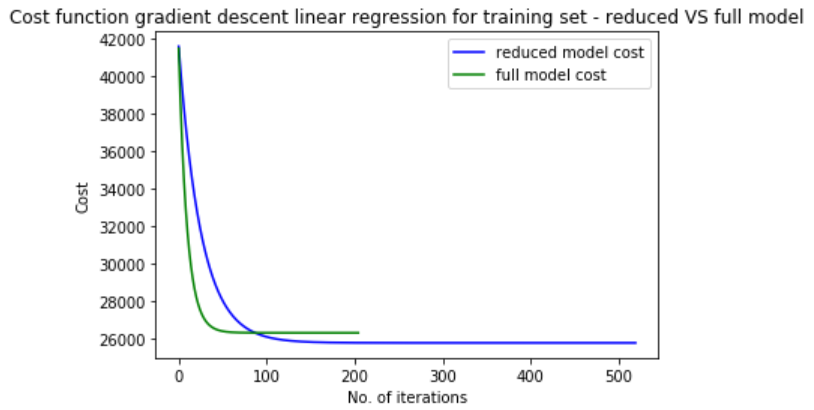 Cost function gradient descent linear regression for training set - reduced VS full model
reduced model cost
full model cost
42000
40000
38000
36000
34000
32000
30000
28000
26000
Cost
0 100 200 300 400 500
No. of iterations